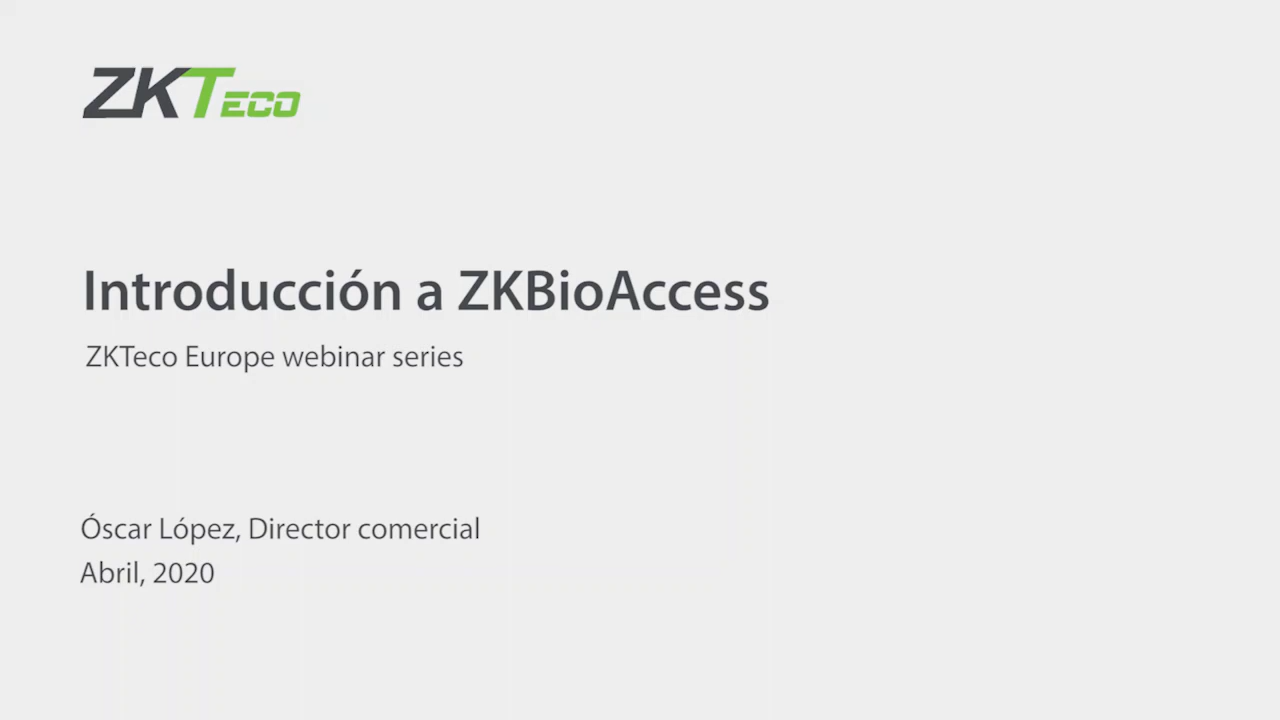 ZKTeco
Introducción a ZKBioAccess
ZKTeco Europe webinar series
Óscar López, Director comercial
Abril, 2020